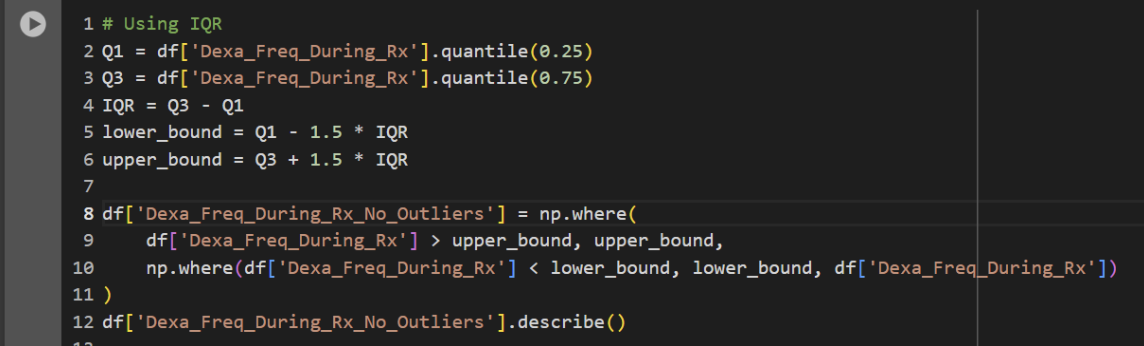 1 # Using IQR
2 Q1 = df['Dexa_Freq_During_Rx'].quantile(0.25)
3 Q3 = df['Dexa_Freq_During_Rx'].quantile(0.75)
4 IQR = Q3 - Q1
5 lower_bound = Q1 - 1.5 * IQR
6 upper_bound = Q3 + 1.5 * IQR
7
8 df['Dexa_Freq_During_Rx_No_Outliers'] = np.where(
9     df['Dexa_Freq_During_Rx'] > upper_bound, upper_bound,
10     np.where(df['Dexa_Freq_During_Rx'] < lower_bound, lower_bound, df['Dexa_Freq_During_Rx'])
11 )
12 df['Dexa_Freq_During_Rx_No_Outliers'].describe()